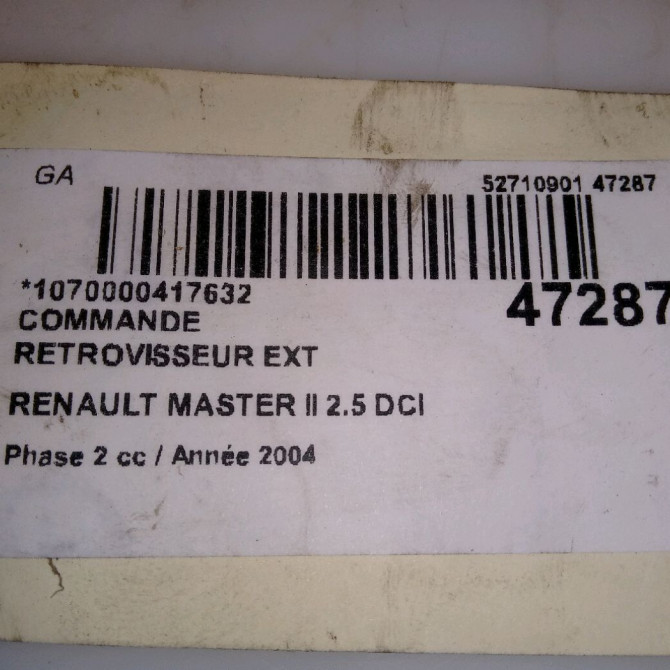 GA
52710901 47287
*1070000417632
47287
COMMANDE
RETROVISSEUR EXT
RENAULT MASTER II 2.5 DCI
Phase 2 cc / Année 2004